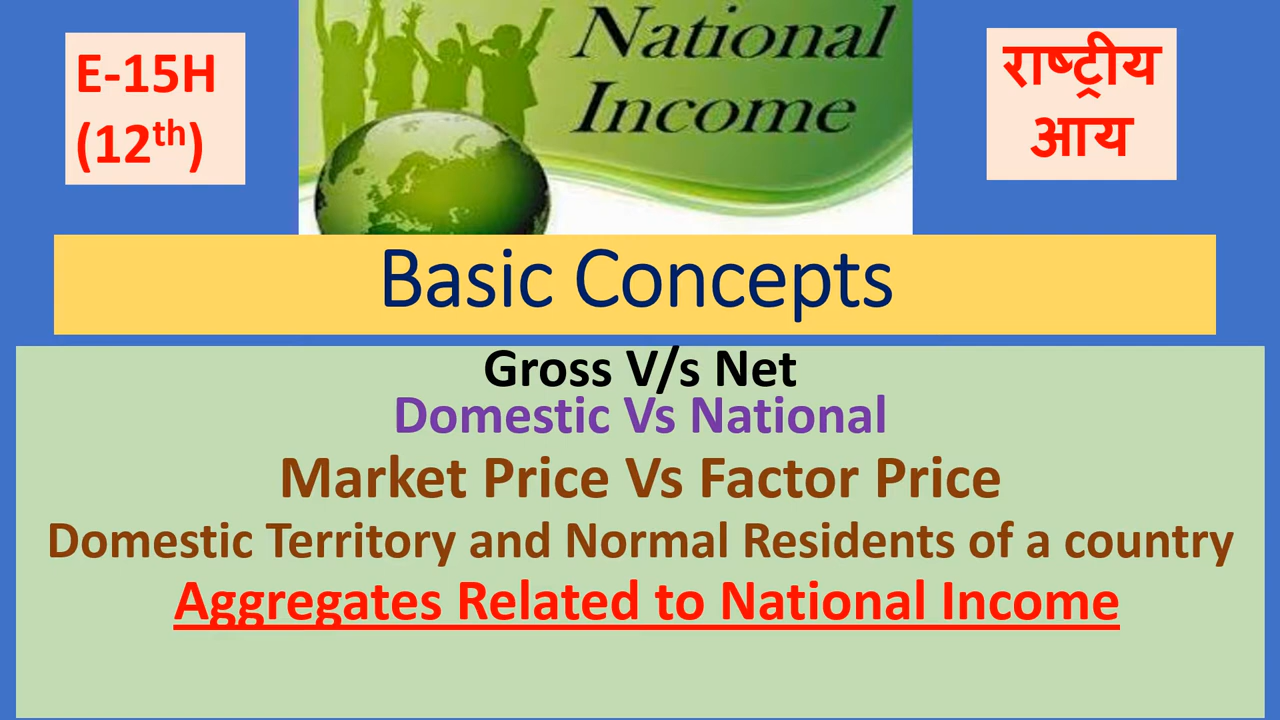 E-15H
(12th)
National
Income
राष्ट्रीय
आय
Basic Concepts
Gross V/s Net
Domestic Vs National
Market Price Vs Factor Price
Domestic Territory and Normal Residents of a country
Aggregates Related to National Income